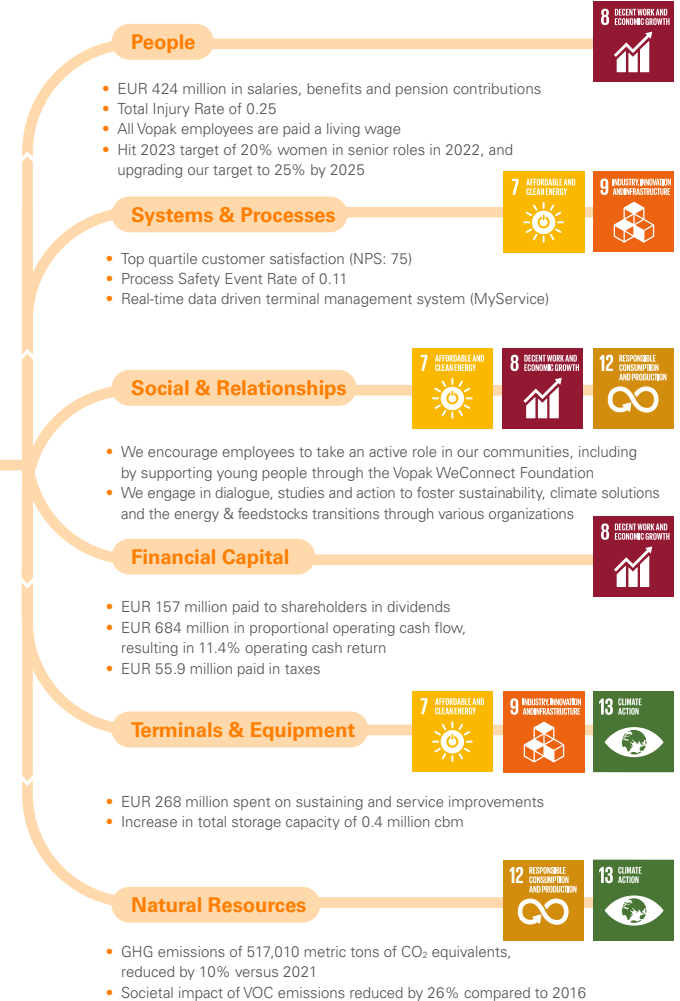 8 DECENT WORK AND
ECONOMIC GROWTH
People
• EUR 424 million in salaries, benefits and pension contributions
• Total Injury Rate of 0.25
• All Vopak employees are paid a living wage
• Hit 2023 target of 20% women in senior roles in 2022, and
upgrading our target to 25% by 2025
7 AFFORDABLE AND
CLEAN ENERGY
9 INDUSTRY, INNOVATION
AND INFRASTRUCTURE
Systems & Processes
• Top quartile customer satisfaction (NPS: 75)
• Process Safety Event Rate of 0.11
• Real-time data driven terminal management system (MyService)
7 AFFORDABLE AND
CLEAN ENERGY
8 DECENT WORK AND
ECONOMIC GROWTH
12 RESPONSIBLE
CONSUMPTION
AND PRODUCTION
Social & Relationships
• We encourage employees to take an active role in our communities, including
by supporting young people through the Vopak WeConnect Foundation
• We engage in dialogue, studies and action to foster sustainability, climate solutions
and the energy & feedstocks transitions through various organizations
8 DECENT WORK AND
ECONOMIC GROWTH
Financial Capital
• EUR 157 million paid to shareholders in dividends
• EUR 684 million in proportional operating cash flow,
resulting in 11.4% operating cash return
• EUR 55.9 million paid in taxes
7 AFFORDABLE AND
CLEAN ENERGY
9 INDUSTRY, INNOVATION
AND INFRASTRUCTURE
13 CLIMATE
ACTION
Terminals & Equipment
• EUR 268 million spent on sustaining and service improvements
• Increase in total storage capacity of 0.4 million cbm
12 RESPONSIBLE
CONSUMPTION
AND PRODUCTION
13 CLIMATE
ACTION
Natural Resources
• GHG emissions of 517,010 metric tons of CO₂ equivalents,
reduced by 10% versus 2021
• Societal impact of VOC emissions reduced by 26% compared to 2016